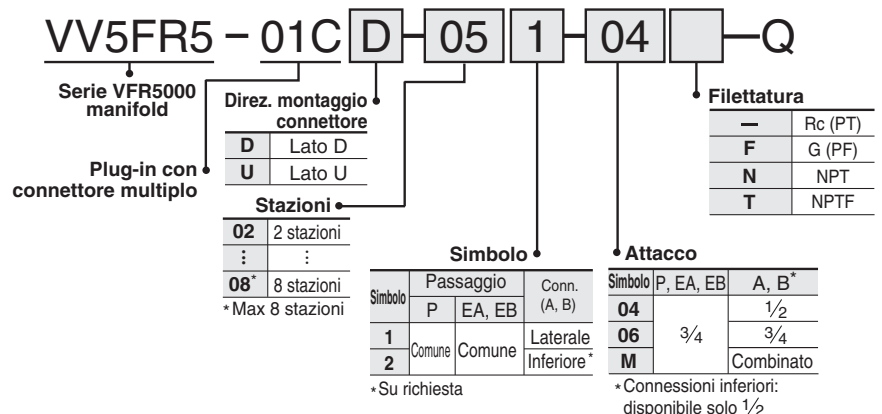 VV5FR5 – 01C D – 05 1 – 04 – Q
Serie VFR5000
manifold
Plug-in con
connettore multiplo
Direz. montaggio
connettore
D Lato D
U Lato U
Stazioni
02 2 stazioni
⋮ ⋮
08* 8 stazioni
*Max 8 stazioni
Simbolo
Simbolo Passaggio Conn.
(A, B)
P EA, EB
1 Comune Comune Laterale
2 Inferiore*
*Su richiesta
Attacco
Simbolo P, EA, EB A, B*
04 1/2
06 3/4 3/4
M Combinato
*Connessioni inferiori:
disponibile solo 1/2
Filettatura
— Rc (PT)
F G (PF)
N NPT
T NPTF